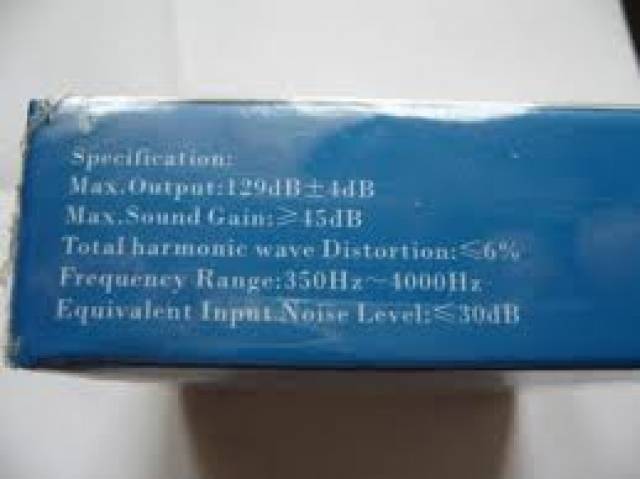 Specification:
Max.Output:129dB±4dB
Max.Sound Gain:≥45dB
Total harmonic wave Distortion:≤6%
Frequency Range:350Hz~4000Hz
Equivalent Input.Noise Level:≤30dB